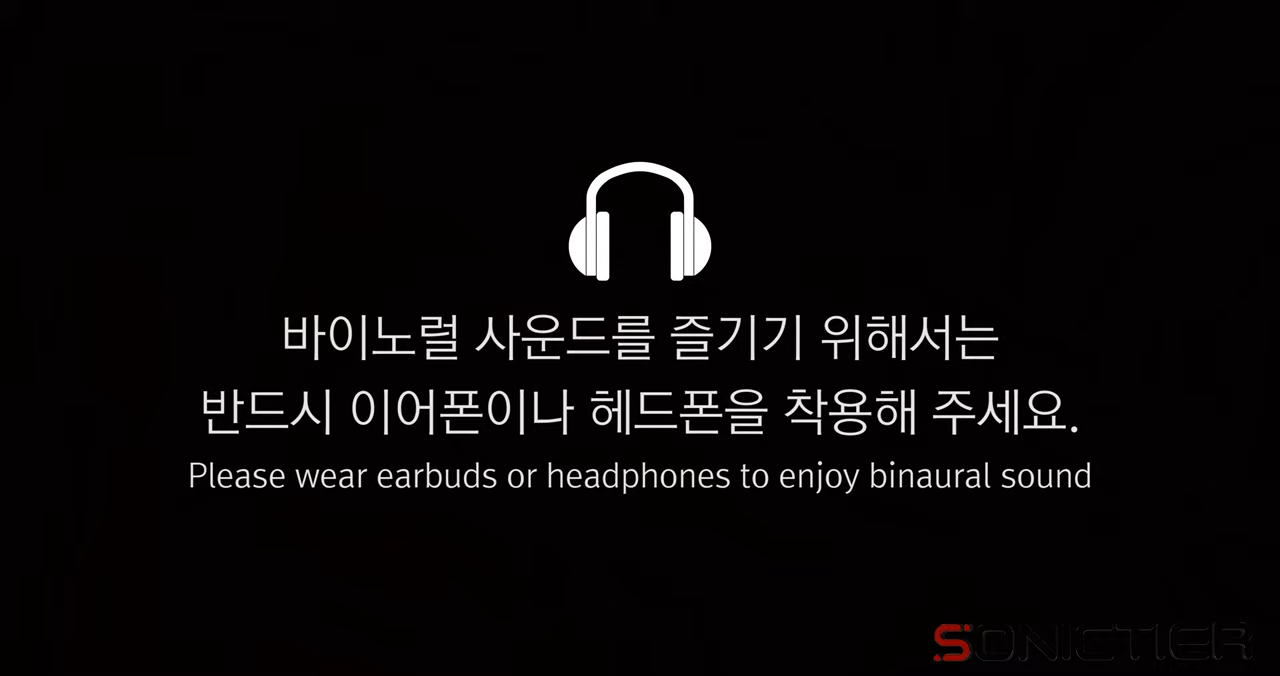 바이노럴 사운드를 즐기기 위해서는
반드시 이어폰이나 헤드폰을 착용해 주세요.
Please wear earbuds or headphones to enjoy binaural sound
SONICTIER